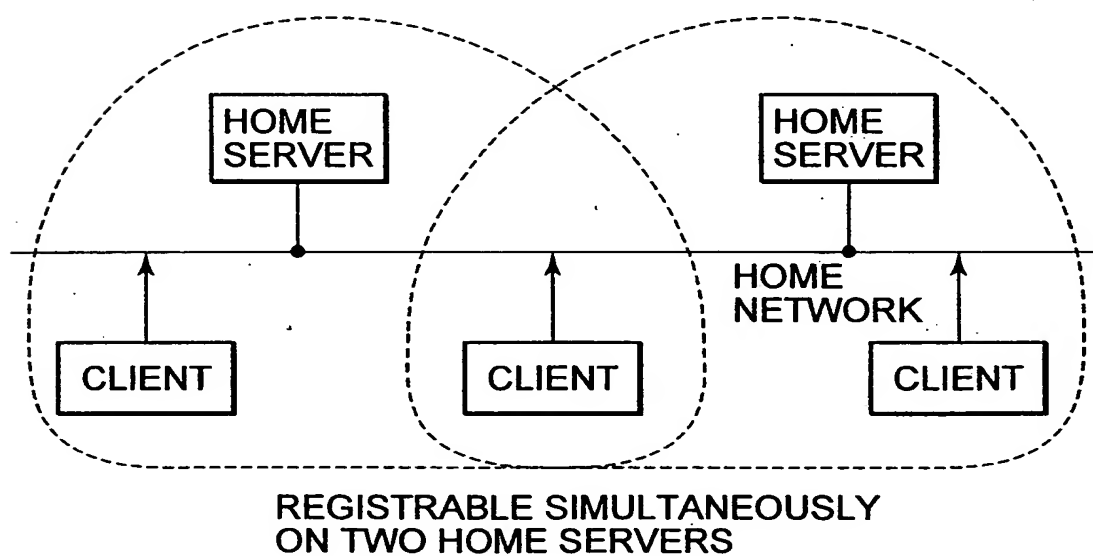 HOME
SERVER
HOME
SERVER
HOME
NETWORK
CLIENT
CLIENT
CLIENT
REGISTRABLE SIMULTANEOUSLY
ON TWO HOME SERVERS